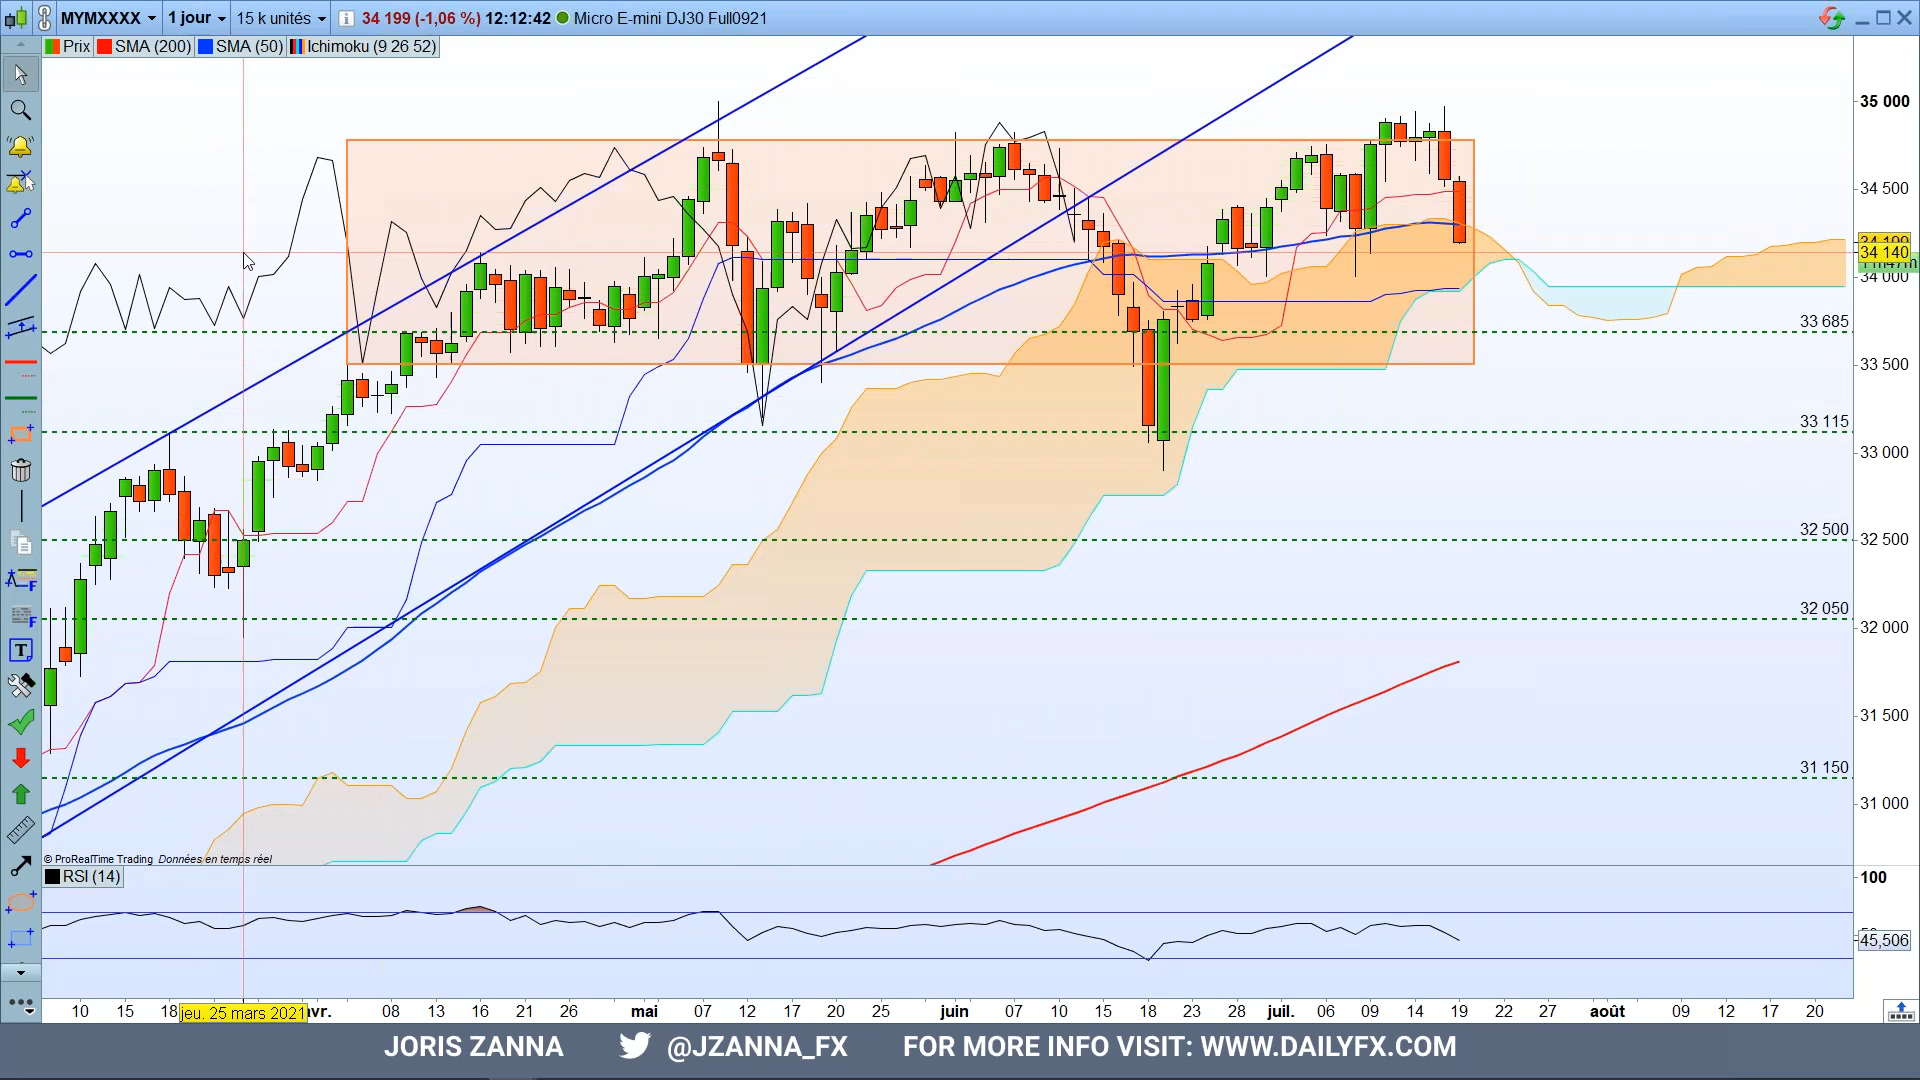 MYMXXXX 1 jour 15 k unités 34 199 (-1,06 %) 12:12:42 Micro E-mini DJ30 Full0921
Prix SMA (200) SMA (50) Ichimoku (9 26 52)
35 000
34 500
34 140
34 000
33 685
33 500
33 115
33 000
32 500 32 500
32 050
32 000
31 500
31 150
31 000
© ProRealTime Trading Données en temps réel
RSI (14)
100
45,506
10 15 18 jeu. 25 mars 2021 avr. 08 13 16 21 26 mai 07 12 17 20 25 juin 07 10 15 18 23 28 juil. 06 09 14 19 22 27 août 09 12 17 20
JORIS ZANNA @JZANNA_FX FOR MORE INFO VISIT: WWW.DAILYFX.COM